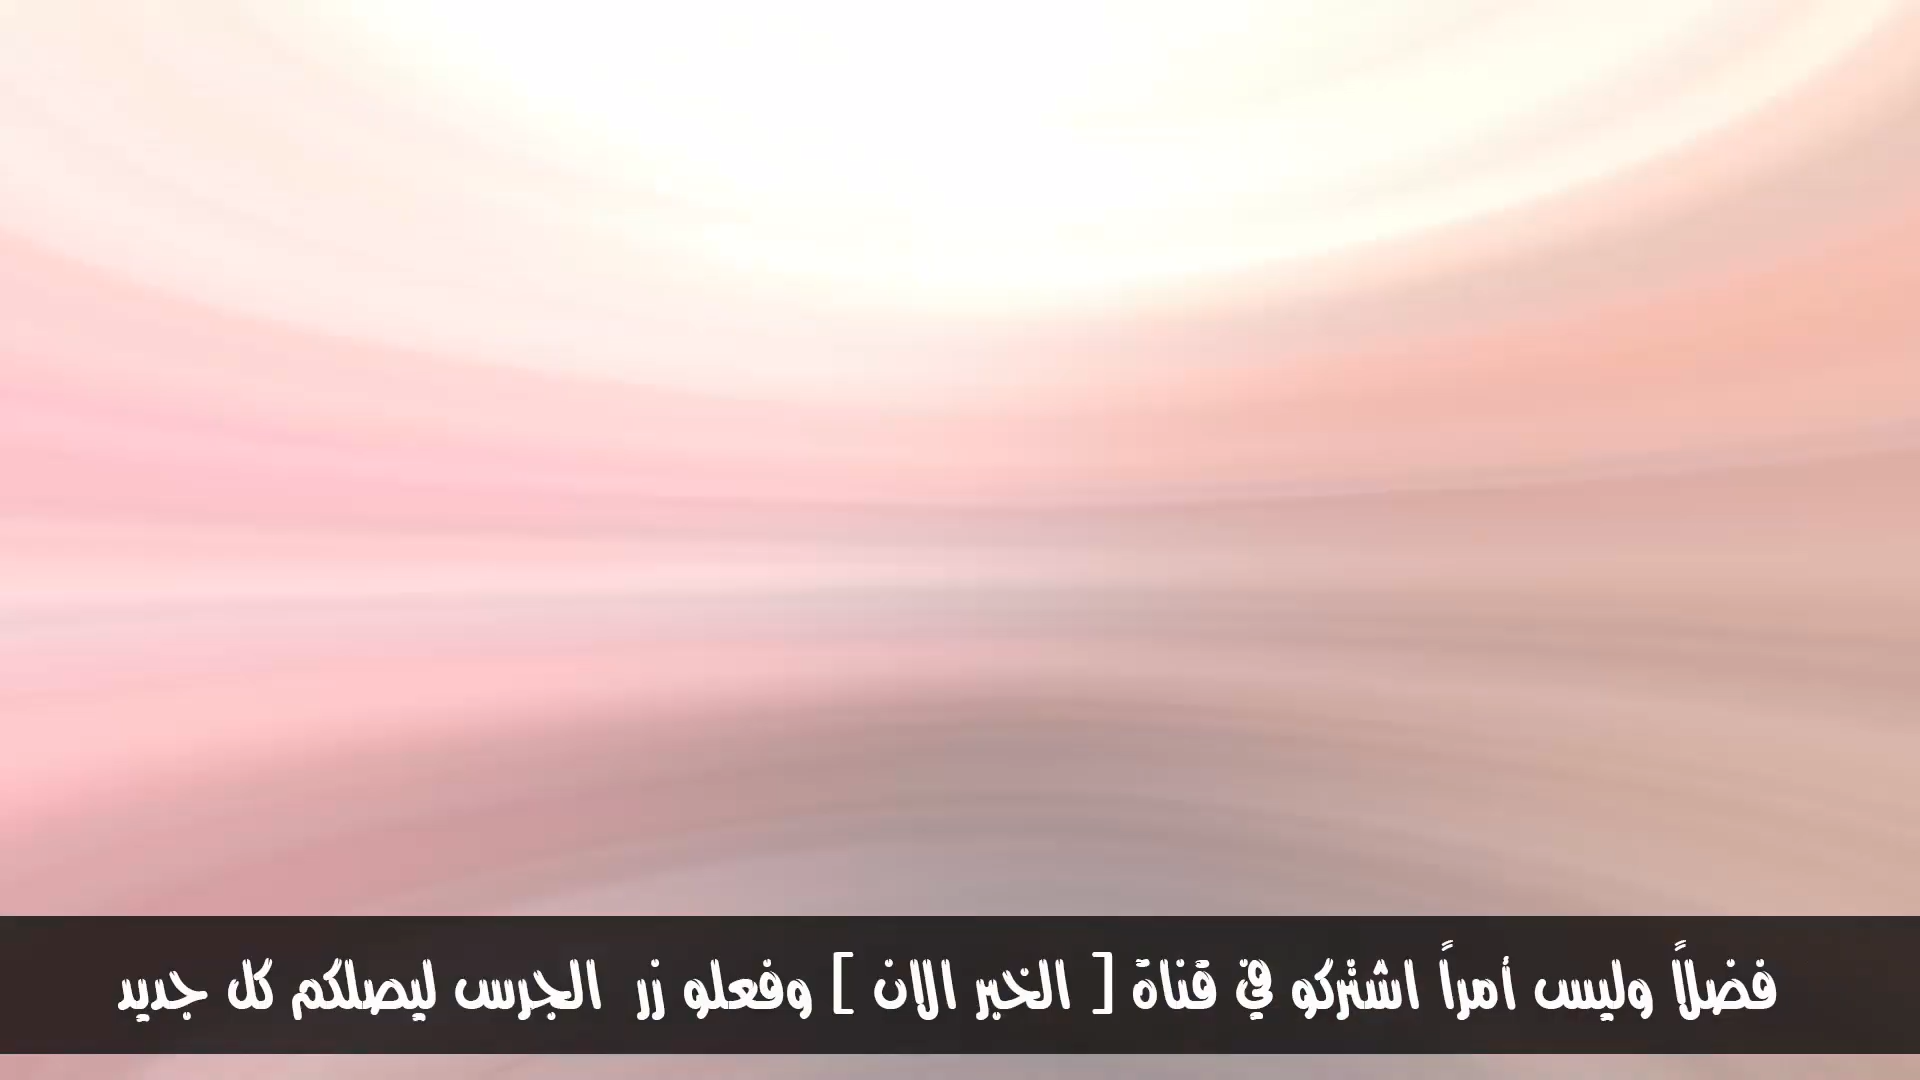 فضلاً وليس أمراً اشتركو في قناة [ الخبر الان ] وفعلو زر الجرس ليصلكم كل جديد